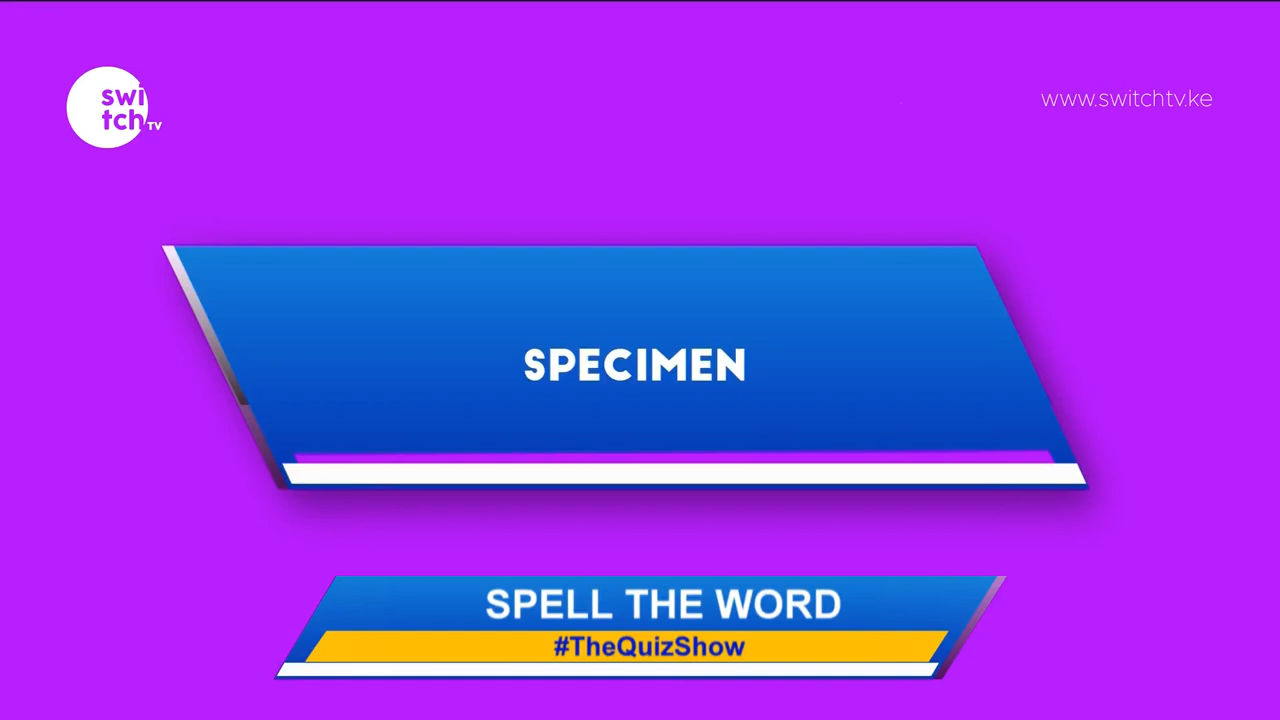 swi
tch TV
www.switchtv.ke
SPECIMEN
SPELL THE WORD
#TheQuizShow